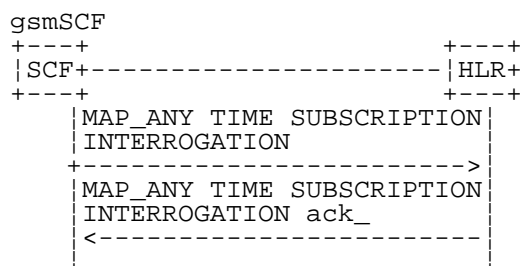 gsmSCF
+---+ +---+
¦SCF+-----------------------¦HLR+
+---+ +---+
¦MAP_ANY TIME SUBSCRIPTION¦
¦INTERROGATION ¦
+------------------------->¦
¦MAP_ANY TIME SUBSCRIPTION¦
¦INTERROGATION ack_ ¦
¦<-------------------------¦
¦ ¦